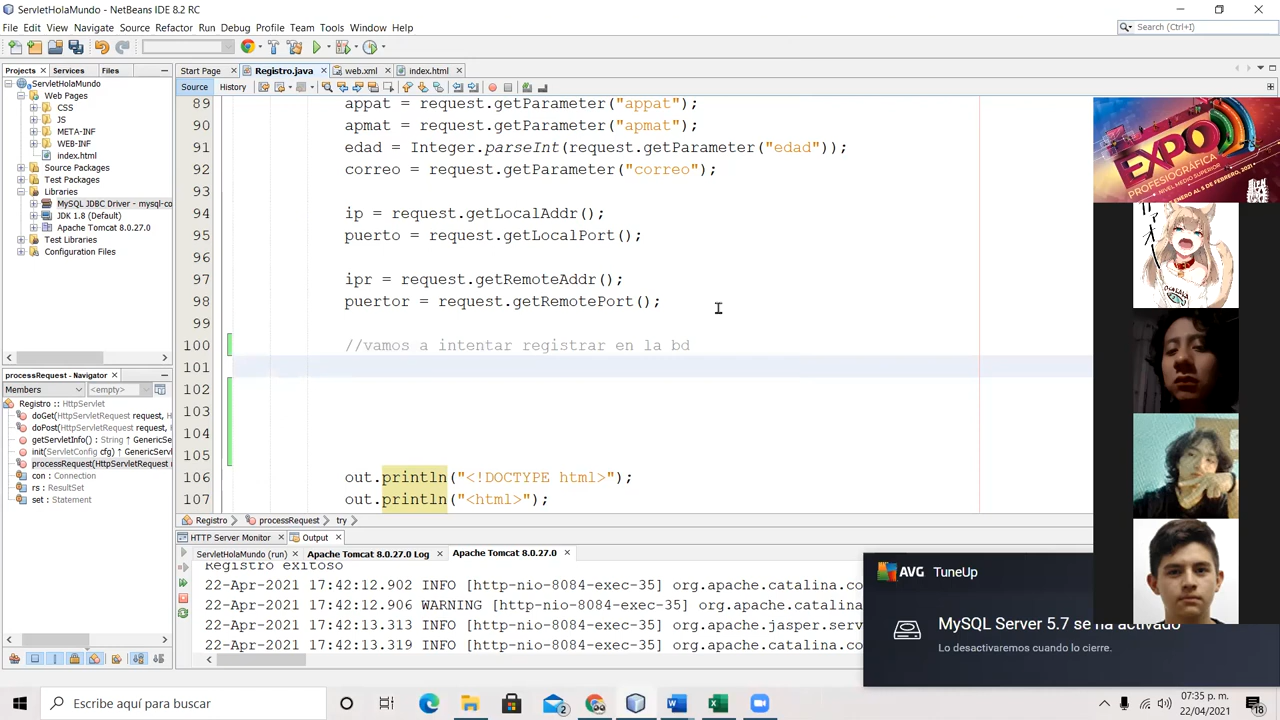 ServletHolaMundo - NetBeans IDE 8.2 RC
File Edit View Navigate Source Refactor Run Debug Profile Team Tools Window Help
Search (Ctrl+I)
Projects Services Files
Start Page Registro.java web.xml index.html
Source History
ServletHolaMundo
Web Pages
CSS
JS
META-INF
WEB-INF
index.html
Source Packages
Test Packages
Libraries
MySQL JDBC Driver - mysql-co
JDK 1.8 (Default)
Apache Tomcat 8.0.27.0
Test Libraries
Configuration Files
89 appat = request.getParameter("appat");
90 apmat = request.getParameter("apmat");
91 edad = Integer.parseInt(request.getParameter("edad"));
92 correo = request.getParameter("correo");
93
94 ip = request.getLocalAddr();
95 puerto = request.getLocalPort();
96
97 ipr = request.getRemoteAddr();
98 puertor = request.getRemotePort();
99
100 //vamos a intentar registrar en la bd
101
102
103
104
105
106 out.println("<!DOCTYPE html>");
107 out.println("<html>");
processRequest - Navigator
Members <empty>
Registro :: HttpServlet
doGet(HttpServletRequest request, H
doPost(HttpServletRequest request,
getServletInfo() : String ↑ GenericSe
init(ServletConfig cfg) ↑ GenericServ
processRequest(HttpServletRequest
con : Connection
rs : ResultSet
set : Statement
Registro processRequest try
HTTP Server Monitor Output
ServletHolaMundo (run) Apache Tomcat 8.0.27.0 Log Apache Tomcat 8.0.27.0
Registro exitoso
22-Apr-2021 17:42:12.902 INFO [http-nio-8084-exec-35] org.apache.catalina.co
22-Apr-2021 17:42:12.906 WARNING [http-nio-8084-exec-35] org.apache.catalina
22-Apr-2021 17:42:13.313 INFO [http-nio-8084-exec-35] org.apache.jasper.serv
22-Apr-2021 17:42:13.319 INFO [http-nio-8084-exec-35] org.apache.catalina.co
EXPO
PROFESIOGRÁFICA
NIVEL MEDIO SUPERIOR
AL 5 DE FEBRERO, 2021
AVG TuneUp
MySQL Server 5.7 se ha activado
Lo desactivaremos cuando lo cierre.
Escribe aquí para buscar
2
07:35 p. m.
22/04/2021
18